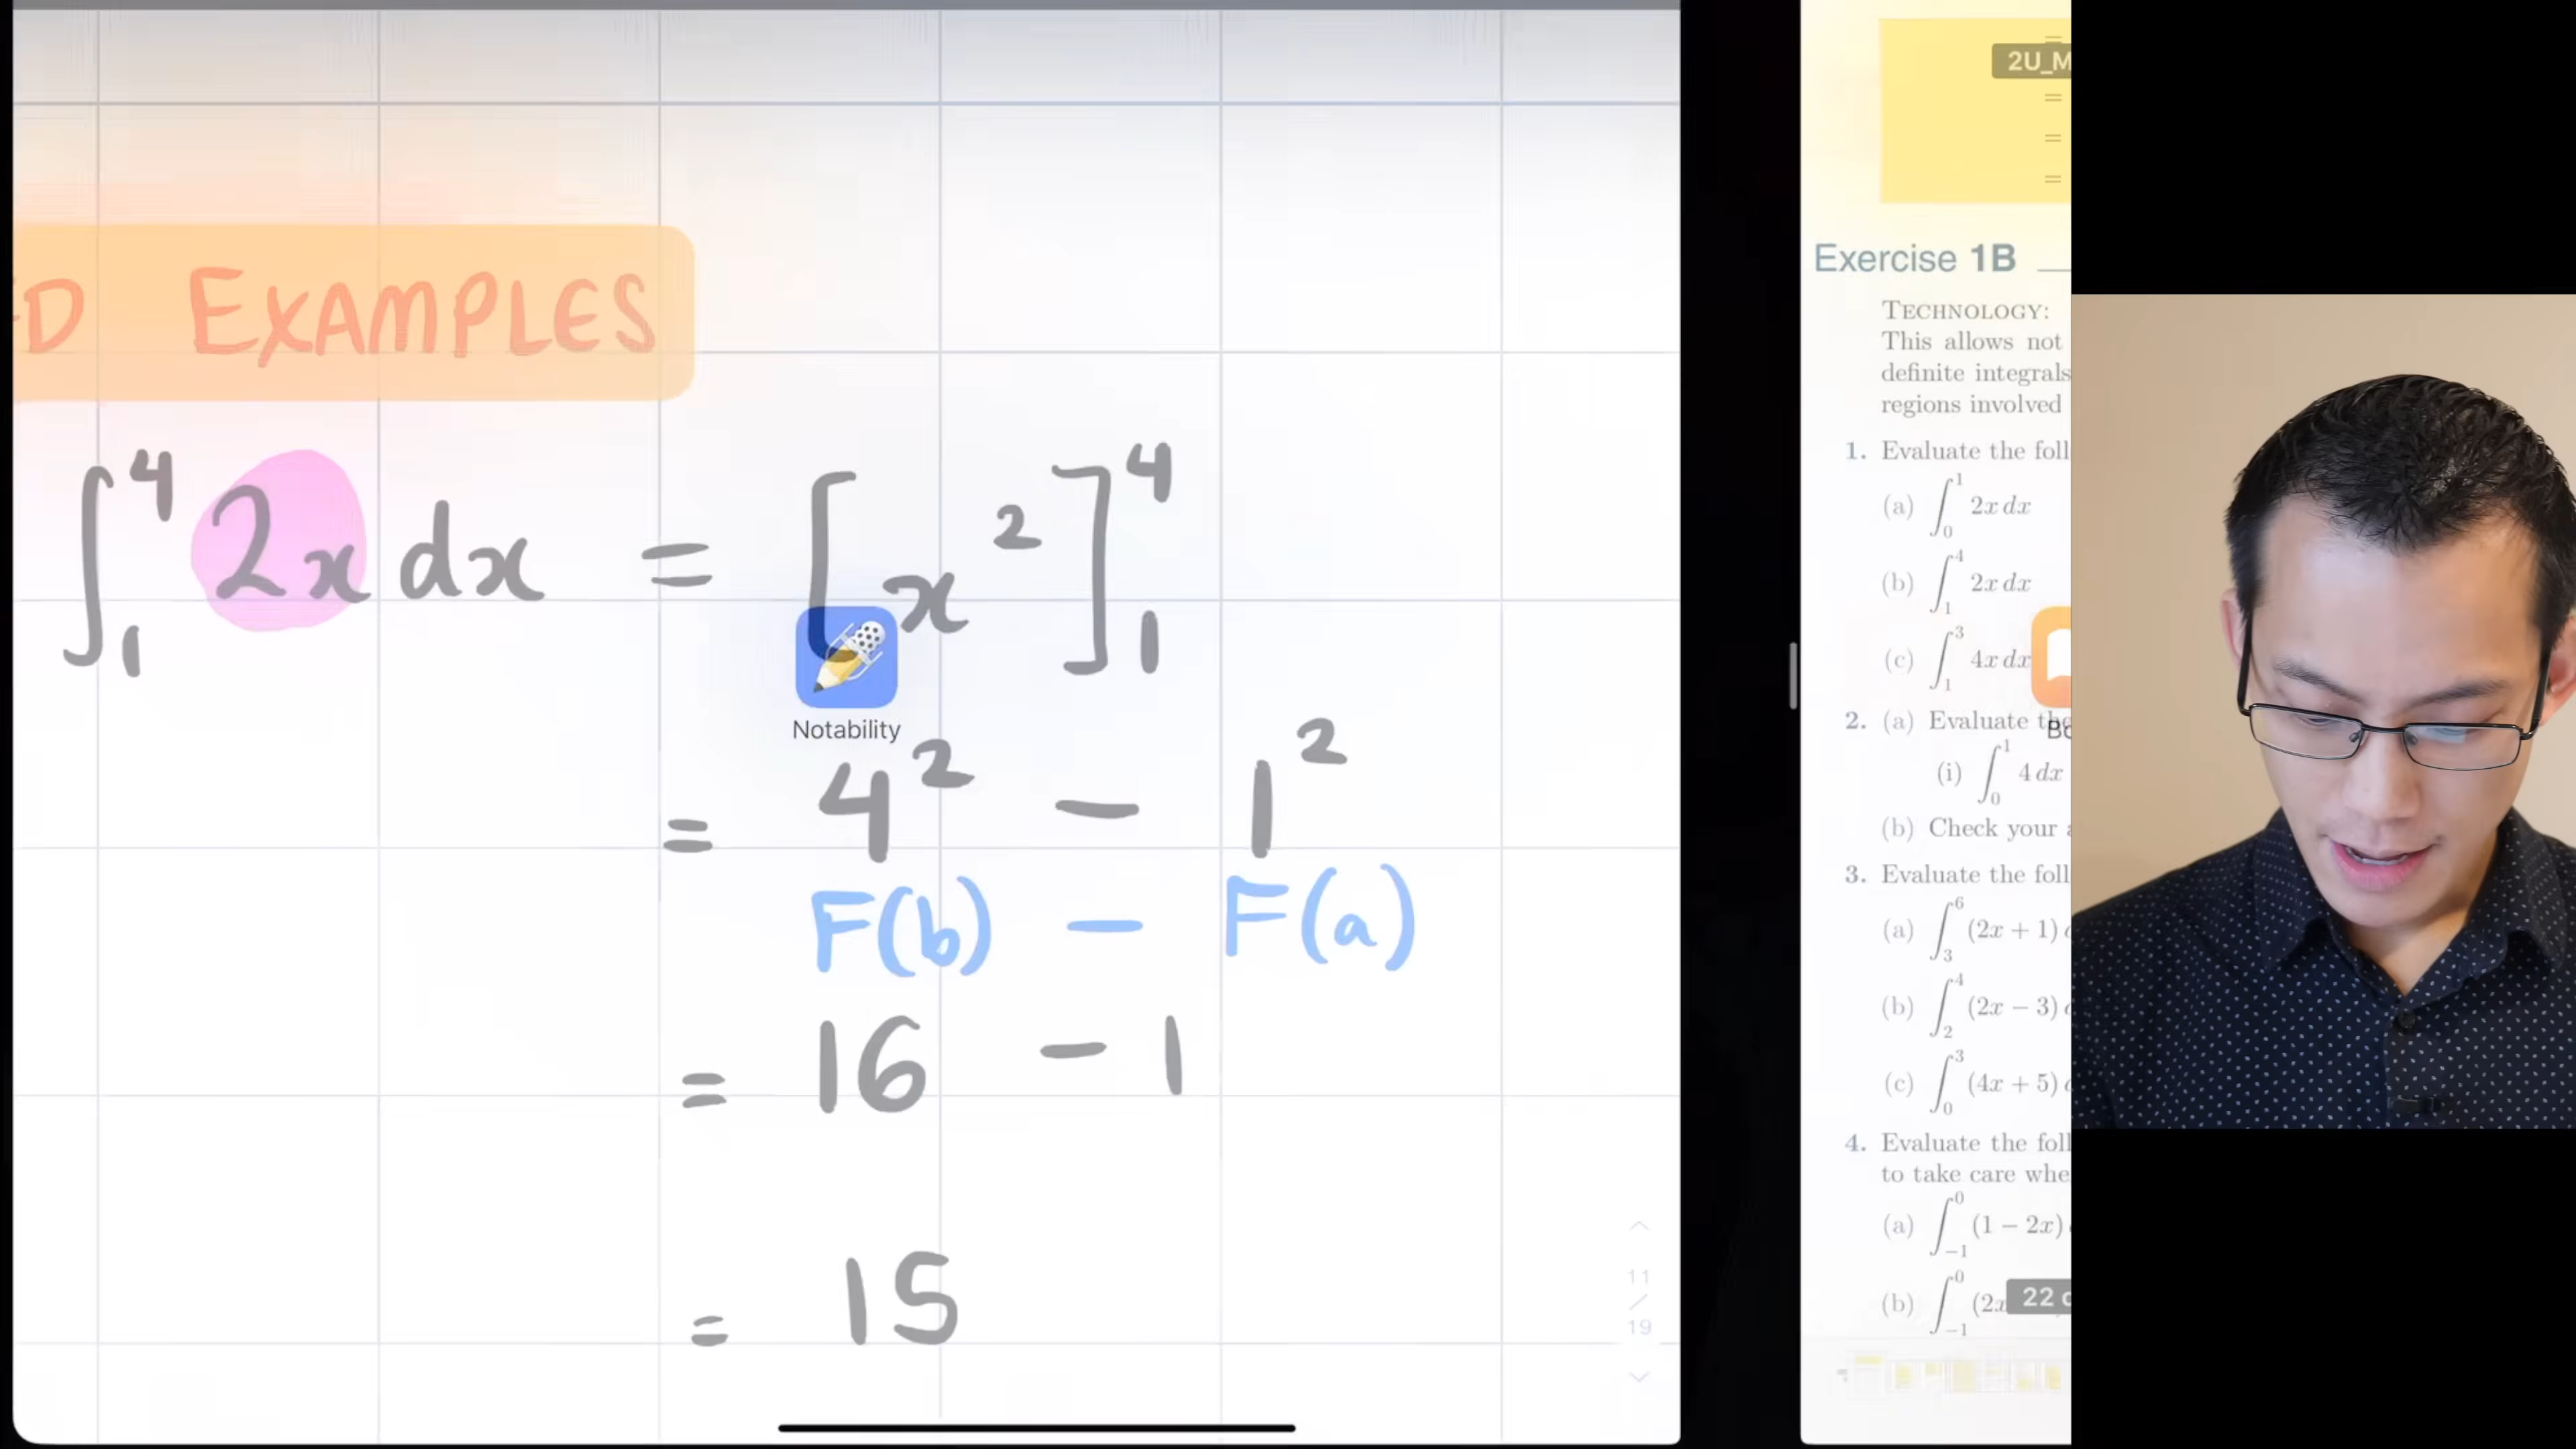 ED EXAMPLES
∫₁⁴ 2x dx = [x²]₁⁴
Notability
= 4² − 1²
F(b) − F(a)
= 16 − 1
= 15
11
/
19
2U_M
=
=
=
=
Exercise 1B
TECHNOLOGY:
This allows not
definite integrals
regions involved
1. Evaluate the foll
(a) ∫₀¹ 2x dx
(b) ∫₁⁴ 2x dx
(c) ∫₁³ 4x dx
2. (a) Evaluate the
Bo
(i) ∫₀¹ 4 dx
(b) Check your a
3. Evaluate the foll
(a) ∫₃⁶ (2x + 1) d
(b) ∫₂⁴ (2x − 3) d
(c) ∫₀³ (4x + 5) d
4. Evaluate the foll
to take care whe
(a) ∫₋₁⁰ (1 − 2x)
(b) ∫₋₁⁰ (2x
22 o